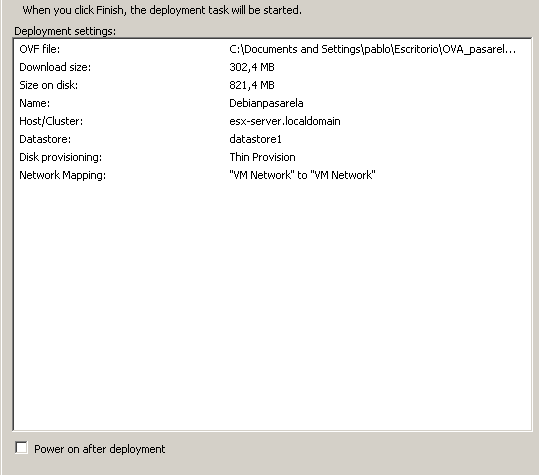 When you click Finish, the deployment task will be started.
Deployment settings:
OVF file: C:\Documents and Settings\pablo\Escritorio\OVA_pasarel...
Download size: 302,4 MB
Size on disk: 821,4 MB
Name: Debianpasarela
Host/Cluster: esx-server.localdomain
Datastore: datastore1
Disk provisioning: Thin Provision
Network Mapping: "VM Network" to "VM Network"
Power on after deployment